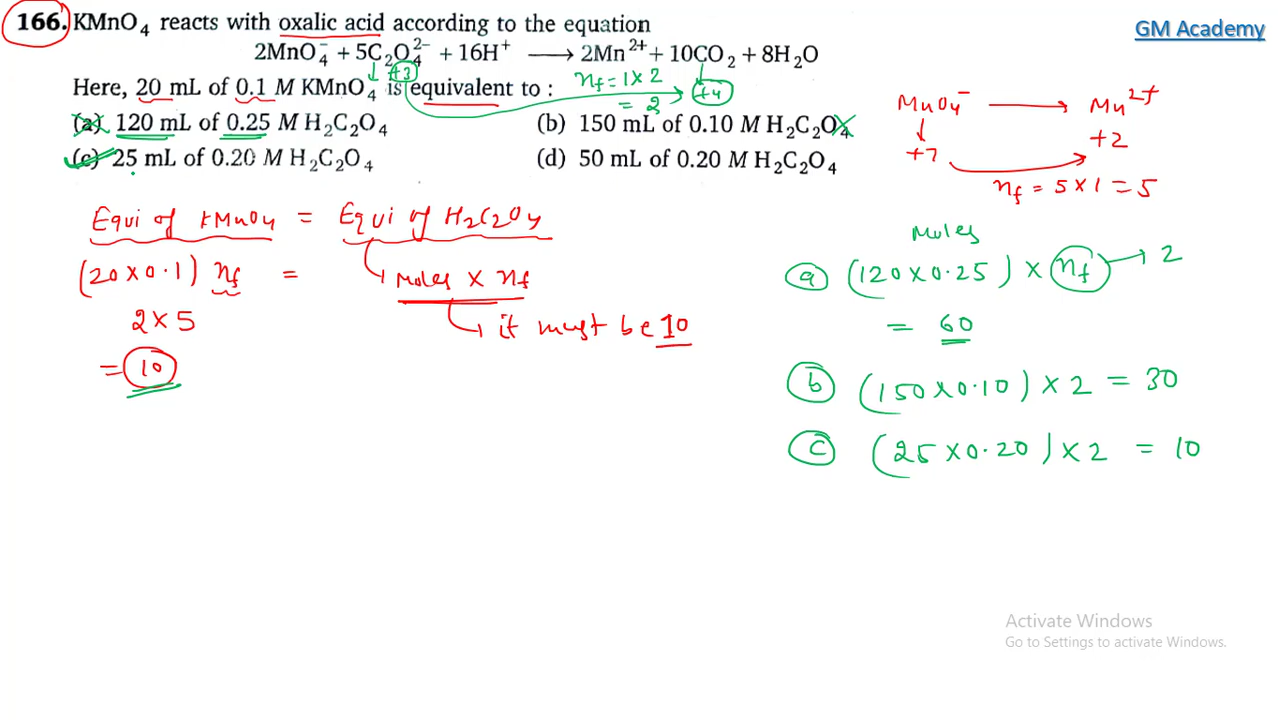 166. KMnO₄ reacts with oxalic acid according to the equation
GM Academy
2MnO₄⁻ + 5C₂O₄²⁻ + 16H⁺ ⟶ 2Mn²⁺ + 10CO₂ + 8H₂O
+3
nf = 1 × 2
= 2
+4
Here, 20 mL of 0.1 M KMnO₄ is equivalent to :
(a) 120 mL of 0.25 M H₂C₂O₄
(b) 150 mL of 0.10 M H₂C₂O₄
(c) 25 mL of 0.20 M H₂C₂O₄
(d) 50 mL of 0.20 M H₂C₂O₄
MnO₄⁻ ⟶ Mn²⁺
+7
+2
nf = 5 × 1 = 5
Equi of KMnO₄ = Equi of H₂C₂O₄
(20 × 0.1) nf =
Moles × nf
2 × 5
it must be 10
= 10
Moles
a (120 × 0.25) × nf → 2
= 60
b (150 × 0.10) × 2 = 30
c (25 × 0.20) × 2 = 10
Activate Windows
Go to Settings to activate Windows.